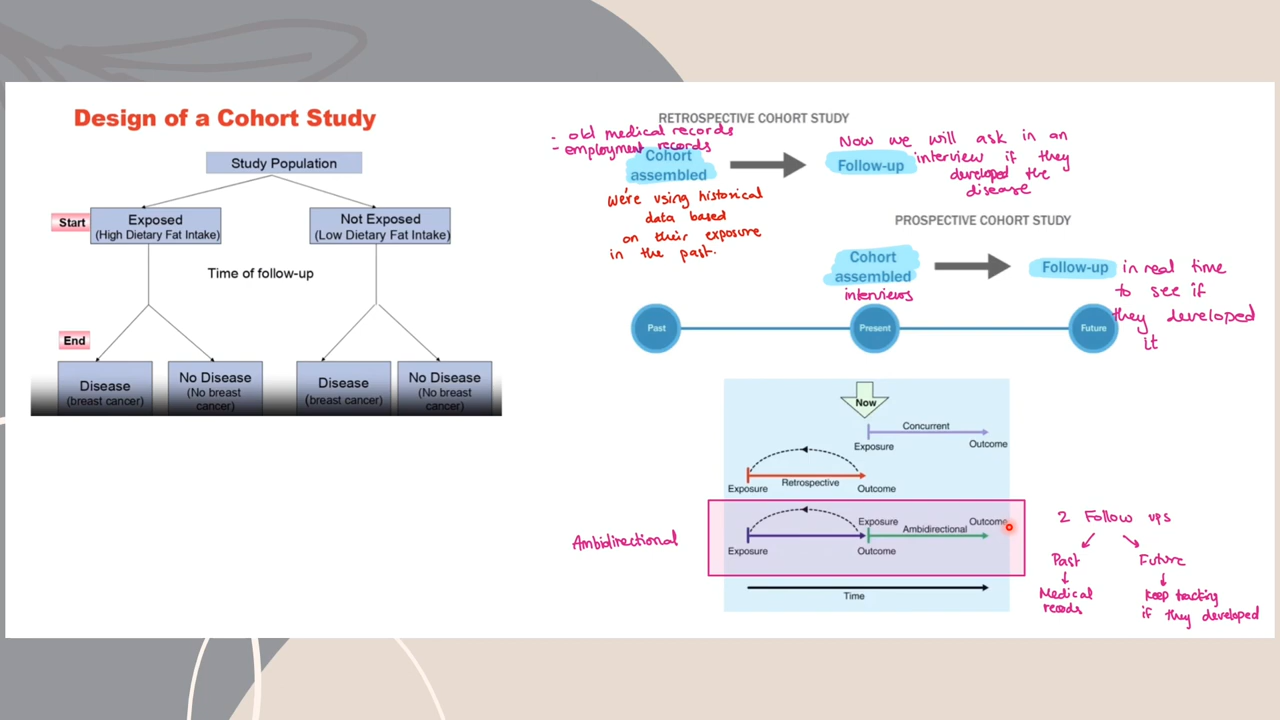 Design of a Cohort Study
Study Population
Start
Exposed
(High Dietary Fat Intake)
Not Exposed
(Low Dietary Fat Intake)
Time of follow-up
End
Disease
(breast cancer)
No Disease
(No breast
cancer)
Disease
(breast cancer)
No Disease
(No breast
cancer)
RETROSPECTIVE COHORT STUDY
- old medical records
- employment records
Cohort
assembled
We're using historical
data based
on their exposure
in the past.
Follow-up
Now we will ask in an
interview if they
developed the
disease
PROSPECTIVE COHORT STUDY
Cohort
assembled
interviews
Follow-up
in real time
to see if
they developed
it
Past
Present
Future
Now
Concurrent
Exposure
Outcome
Exposure
Retrospective
Outcome
Ambidirectional
Exposure
Exposure
Outcome
Ambidirectional
Outcome
Time
2 Follow ups
Past
Medical
records
Future
keep tracking
if they developed